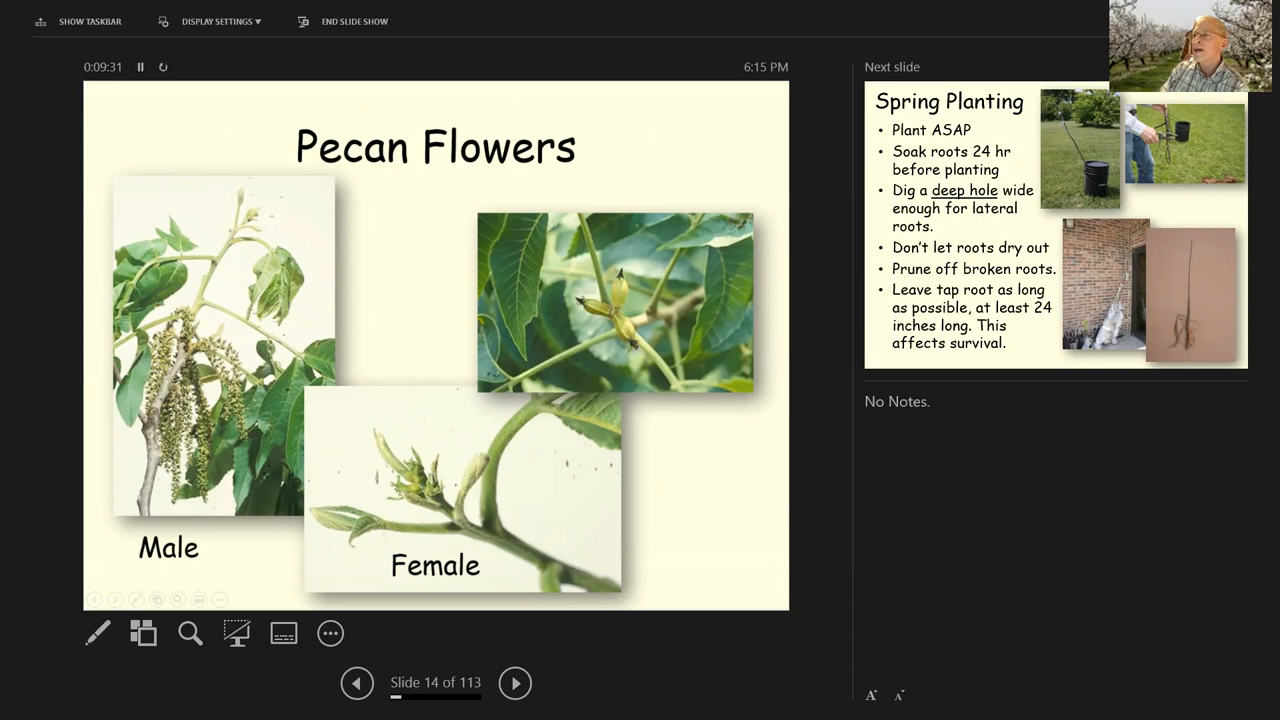 SHOW TASKBAR
DISPLAY SETTINGS ▼
END SLIDE SHOW
0:09:31
6:15 PM
Pecan Flowers
Male
Female
Slide 14 of 113
Next slide
Spring Planting
• Plant ASAP
• Soak roots 24 hr
before planting
• Dig a deep hole wide
enough for lateral
roots.
• Don't let roots dry out
• Prune off broken roots.
• Leave tap root as long
as possible, at least 24
inches long. This
affects survival.
No Notes.
A A